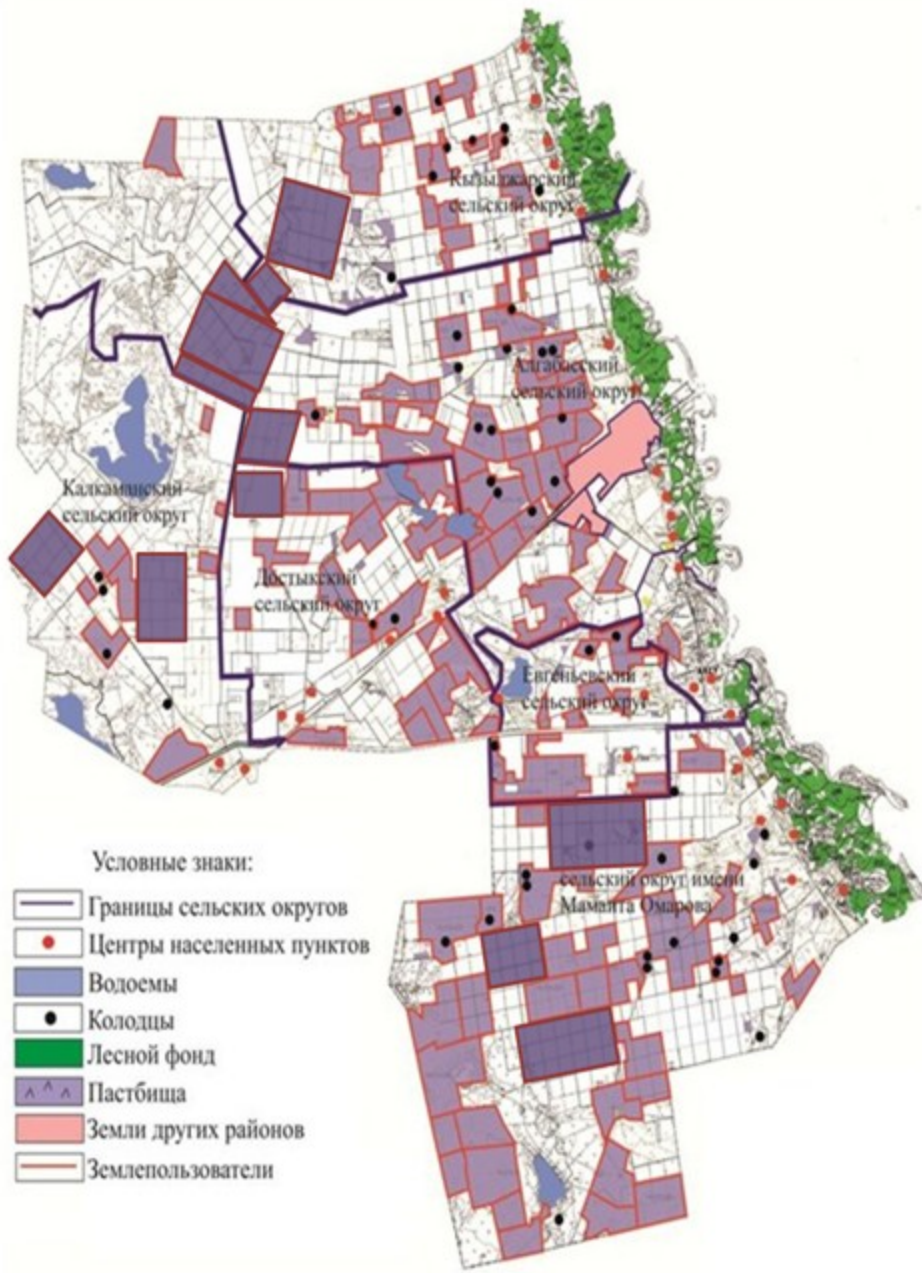 Кызылжарский
сельский округ
Алгабасский
сельский округ
Калкаманский
сельский округ
Достыкский
сельский округ
Евгеньевский
сельский округ
сельский округ имени
Мамаита Омарова
Условные знаки:
Границы сельских округов
Центры населенных пунктов
Водоемы
Колодцы
Лесной фонд
Пастбища
Земли других районов
Землепользователи